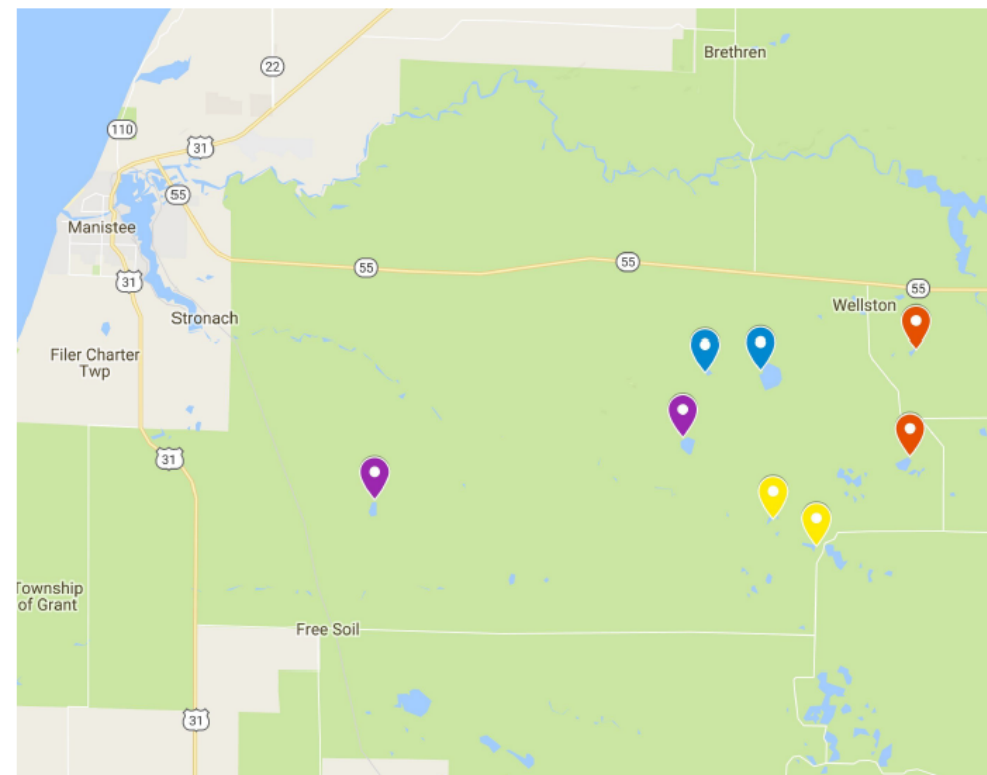 Brethren
22
110
31
55
Manistee
55
55
31
55
Wellston
Stronach
Filer Charter
Twp
31
Township
of Grant
Free Soil
31